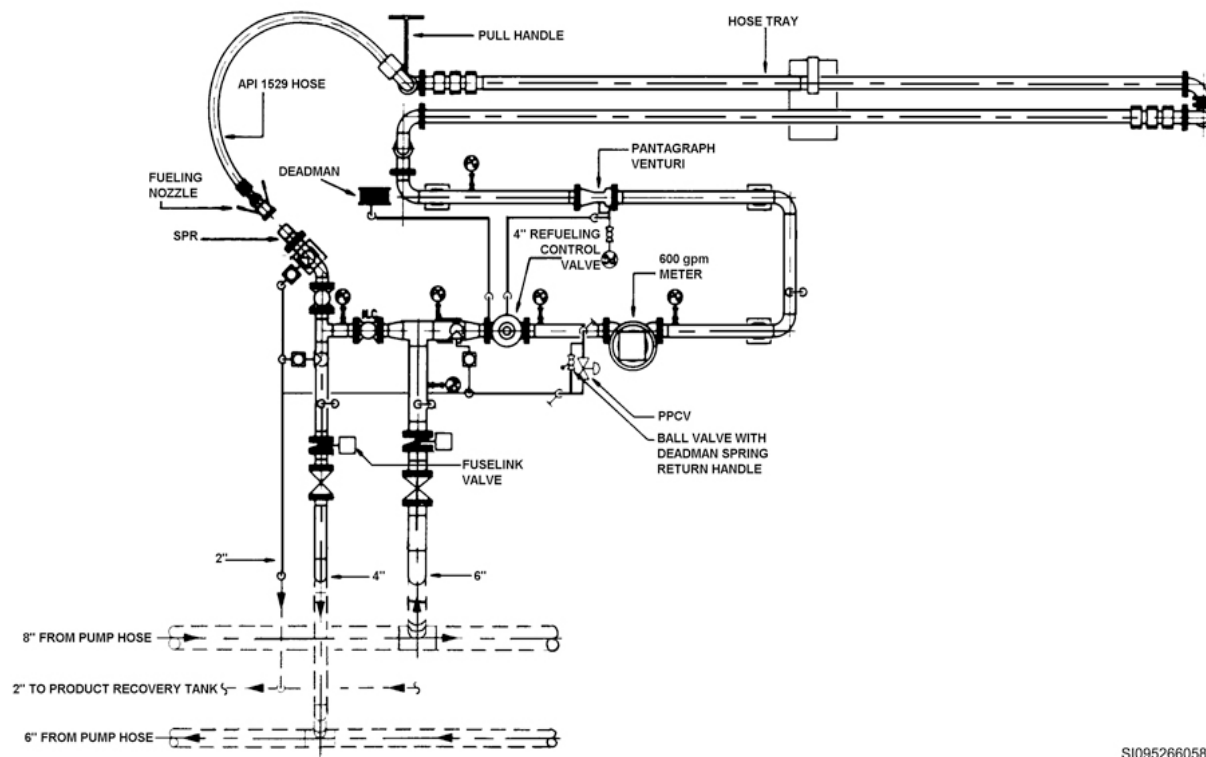 PULL HANDLE
HOSE TRAY
API 1529 HOSE
PANTAGRAPH
VENTURI
DEADMAN
FUELING
NOZZLE
SPR
4" REFUELING
CONTROL
VALVE
600 gpm
METER
N.C.
PPCV
BALL VALVE WITH
DEADMAN SPRING
RETURN HANDLE
FUSELINK
VALVE
2"
4"
6"
8" FROM PUMP HOSE
2" TO PRODUCT RECOVERY TANK
6" FROM PUMP HOSE
SI095266058